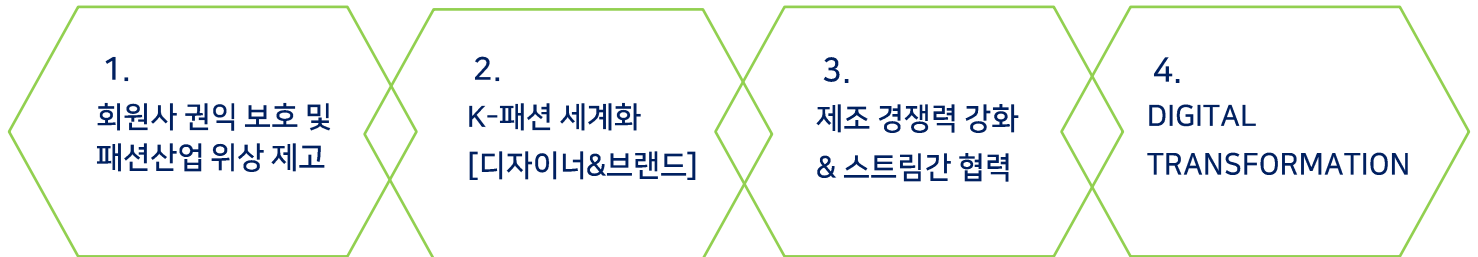 1.
회원사 권익 보호 및
패션산업 위상 제고
2.
K-패션 세계화
[디자이너&브랜드]
3.
제조 경쟁력 강화
& 스트림간 협력
4.
DIGITAL
TRANSFORMATION